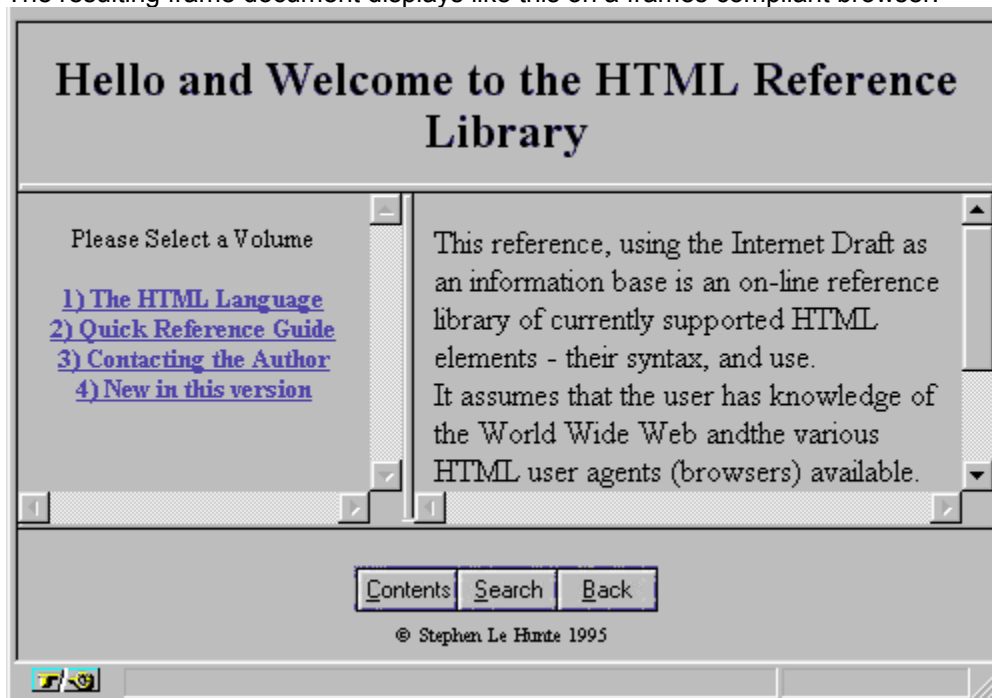 The resulting frame document displays like this on a frames compliant browser:
Hello and Welcome to the HTML Reference
Library
Please Select a Volume
1) The HTML Language
2) Quick Reference Guide
3) Contacting the Author
4) New in this version
This reference, using the Internet Draft as
an information base is an on-line reference
library of currently supported HTML
elements - their syntax, and use.
It assumes that the user has knowledge of
the World Wide Web andthe various
HTML user agents (browsers) available.
Contents Search Back
© Stephen Le Hunte 1995